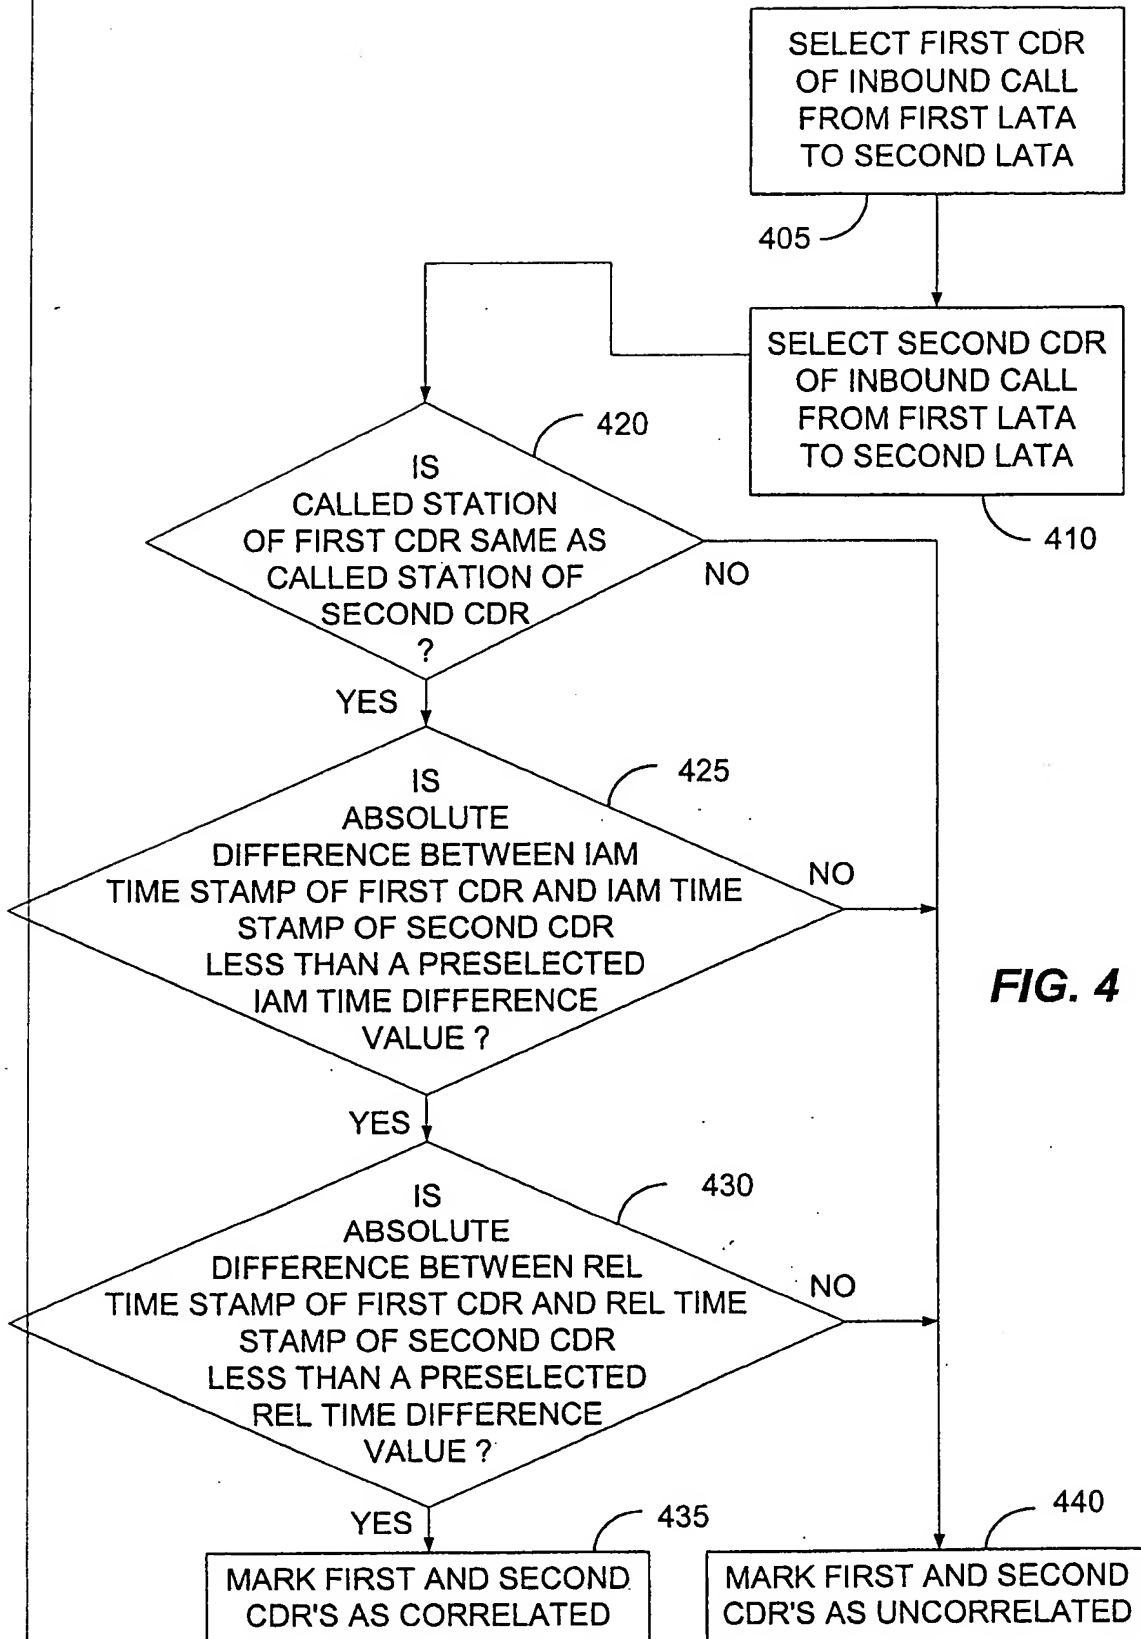 SELECT FIRST CDR
OF INBOUND CALL
FROM FIRST LATA
TO SECOND LATA
405
SELECT SECOND CDR
OF INBOUND CALL
FROM FIRST LATA
TO SECOND LATA
410
420
IS
CALLED STATION
OF FIRST CDR SAME AS
CALLED STATION OF
SECOND CDR
?
NO
YES
425
IS
ABSOLUTE
DIFFERENCE BETWEEN IAM
TIME STAMP OF FIRST CDR AND IAM TIME
STAMP OF SECOND CDR
LESS THAN A PRESELECTED
IAM TIME DIFFERENCE
VALUE ?
NO
FIG. 4
YES
430
IS
ABSOLUTE
DIFFERENCE BETWEEN REL
TIME STAMP OF FIRST CDR AND REL TIME
STAMP OF SECOND CDR
LESS THAN A PRESELECTED
REL TIME DIFFERENCE
VALUE ?
NO
YES
435
MARK FIRST AND SECOND
CDR'S AS CORRELATED
440
MARK FIRST AND SECOND
CDR'S AS UNCORRELATED